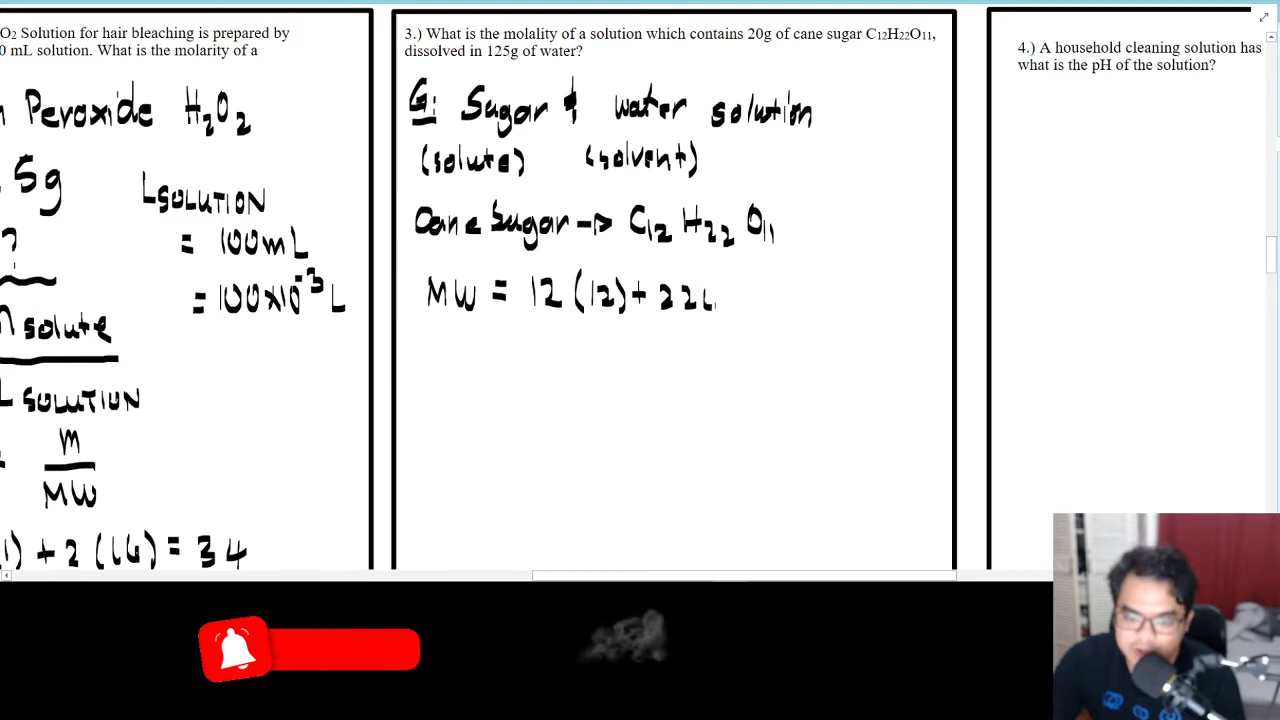 O2 Solution for hair bleaching is prepared by
0 mL solution. What is the molarity of a
Peroxide H2O2
5g
LSOLUTION
?
= 100mL
= 100x10-3 L
n solute
L SOLUTION
m
MW
) + 2 (16) = 34
3.) What is the molality of a solution which contains 20g of cane sugar C12H22O11,
dissolved in 125g of water?
G: Sugar & water solution
(solute) (solvent)
Cane Sugar -> C12 H22 O11
MW = 12 (12) + 22(
4.) A household cleaning solution has
what is the pH of the solution?